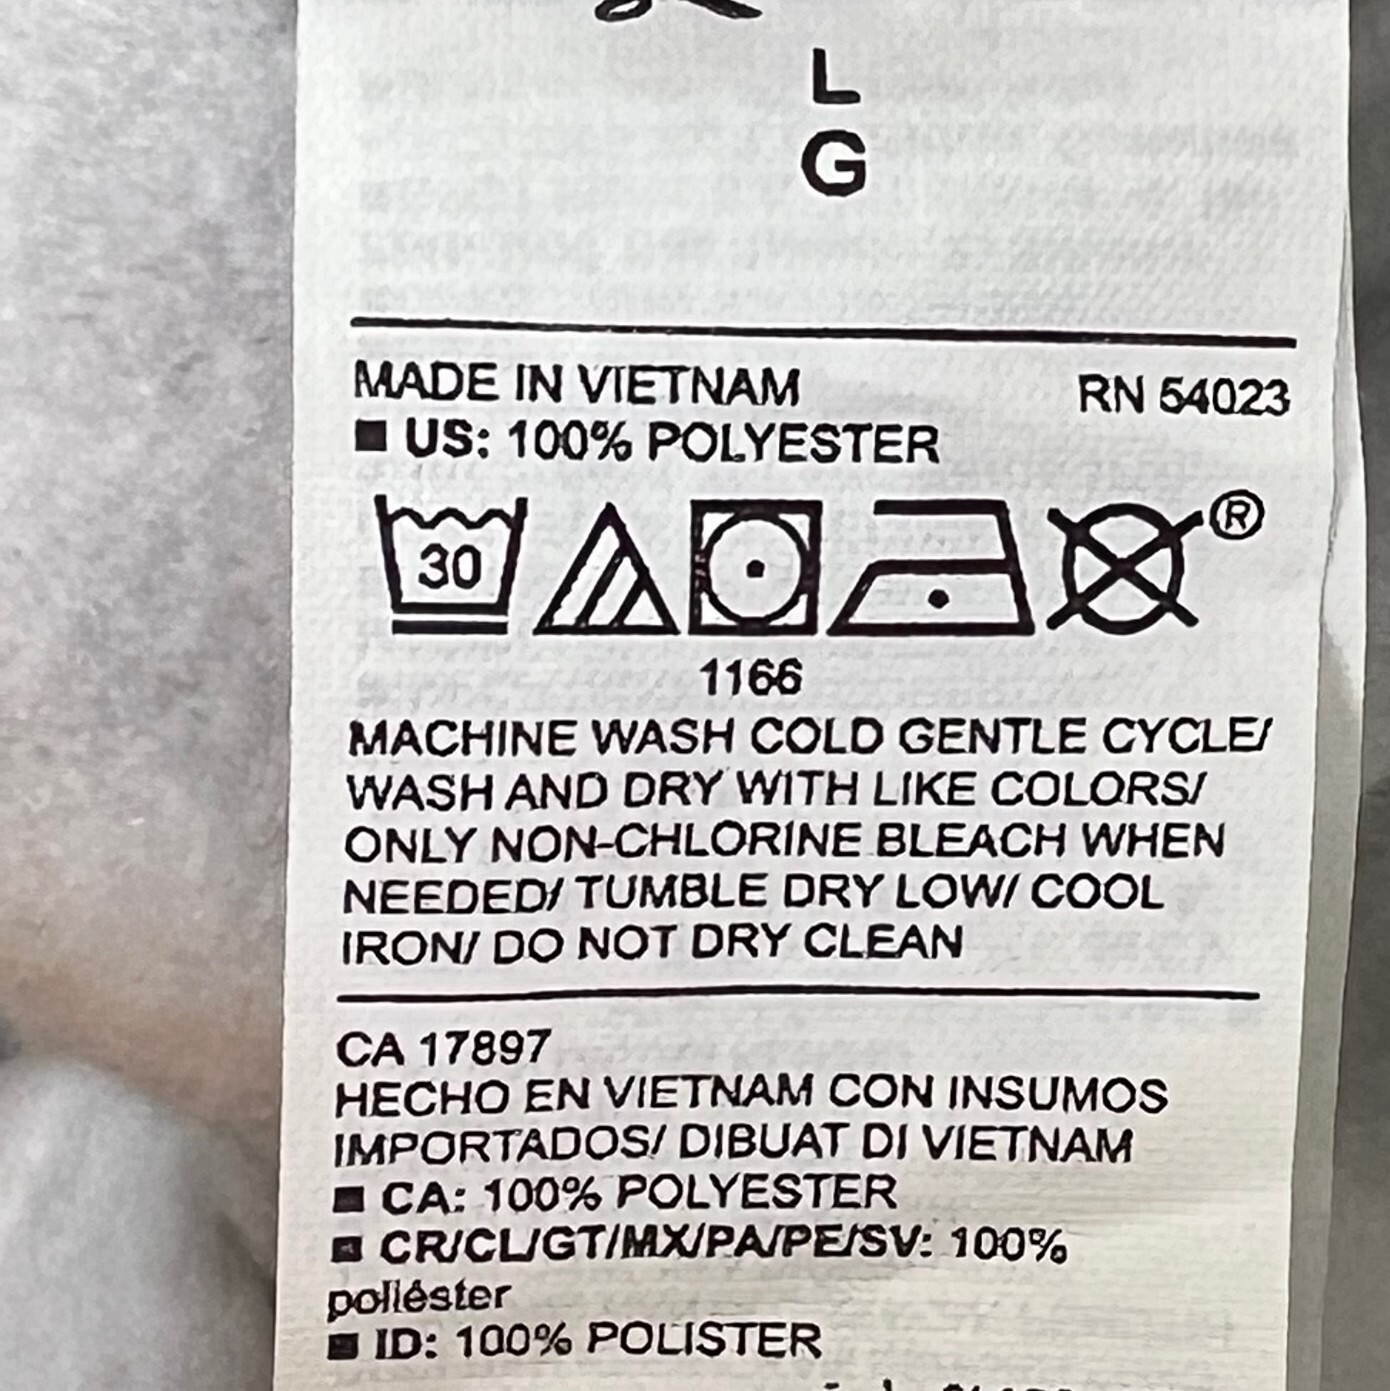 L
G
MADE IN VIETNAM RN 54023
■ US: 100% POLYESTER
30 ®
1166
MACHINE WASH COLD GENTLE CYCLE/
WASH AND DRY WITH LIKE COLORS/
ONLY NON-CHLORINE BLEACH WHEN
NEEDED/ TUMBLE DRY LOW/ COOL
IRON/ DO NOT DRY CLEAN
CA 17897
HECHO EN VIETNAM CON INSUMOS
IMPORTADOS/ DIBUAT DI VIETNAM
■ CA: 100% POLYESTER
■ CR/CL/GT/MX/PA/PE/SV: 100%
poliéster
■ ID: 100% POLISTER